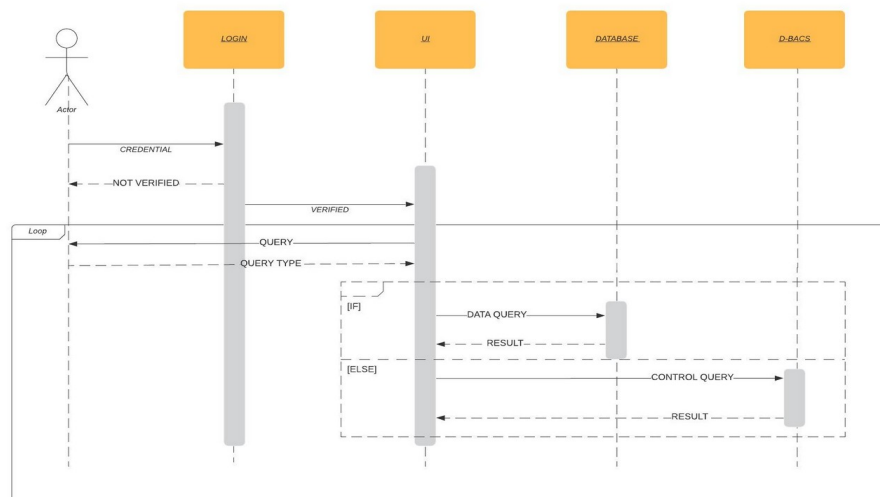 LOGIN
UI
DATABASE
D-BACS
Actor
CREDENTIAL
NOT VERIFIED
VERIFIED
Loop
QUERY
QUERY TYPE
[IF]
DATA QUERY
RESULT
[ELSE]
CONTROL QUERY
RESULT